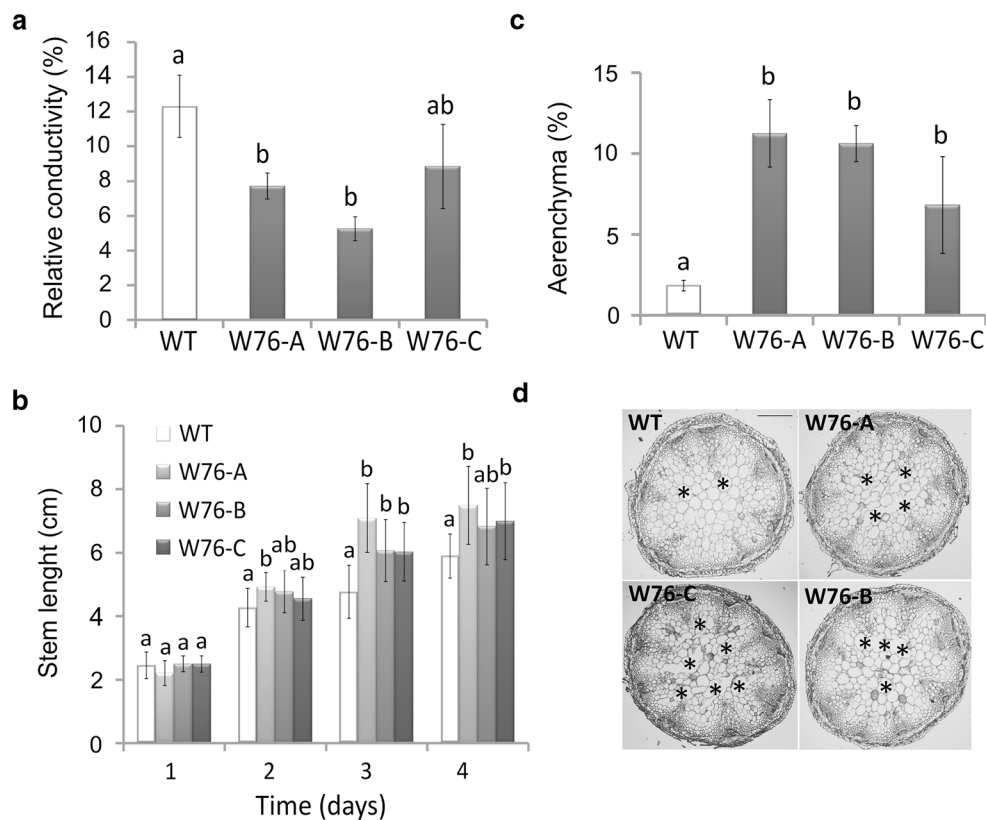 a
Relative conductivity (%)
16
14
12
10
8
6
4
2
0
a
b
b
ab
WT W76-A W76-B W76-C
c
Aerenchyma (%)
15
10
5
0
a
b
b
b
WT W76-A W76-B W76-C
b
Stem lenght (cm)
10
8
6
4
2
0
WT
W76-A
W76-B
W76-C
a a a a
a b ab ab
a b b b
a b ab b
1 2 3 4
Time (days)
d
WT W76-A
* *
* * * *
W76-C W76-B
* * * * * *
* * * *